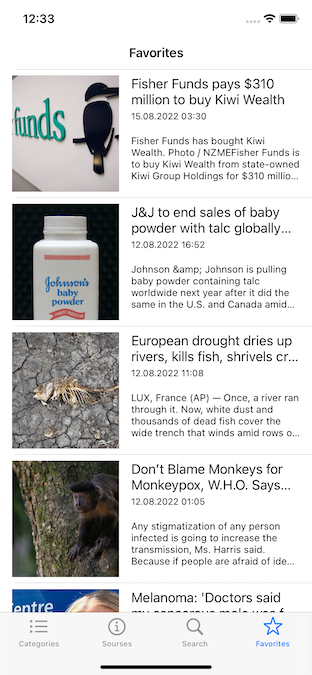 12:33
Favorites
funds
Fisher Funds pays $310
million to buy Kiwi Wealth
15.08.2022 03:30
Fisher Funds has bought Kiwi
Wealth. Photo / NZMEFisher Funds is
to buy Kiwi Wealth from state-owned
Kiwi Group Holdings for $310 millio...
Johnson's
baby
powder
J&J to end sales of baby
powder with talc globally...
12.08.2022 16:52
Johnson &amp; Johnson is pulling
baby powder containing talc
worldwide next year after it did the
same in the U.S. and Canada amid...
European drought dries up
rivers, kills fish, shrivels cr...
12.08.2022 11:08
LUX, France (AP) — Once, a river ran
through it. Now, white dust and
thousands of dead fish cover the
wide trench that winds amid rows o...
Don't Blame Monkeys for
Monkeypox, W.H.O. Says...
12.08.2022 01:05
Any stigmatization of any person
infected is going to increase the
transmission, Ms. Harris said.
Because if people are afraid of ide...
entre
Melanoma: 'Doctors said
my cancerous mole was f
Categories
Sourses
Search
Favorites